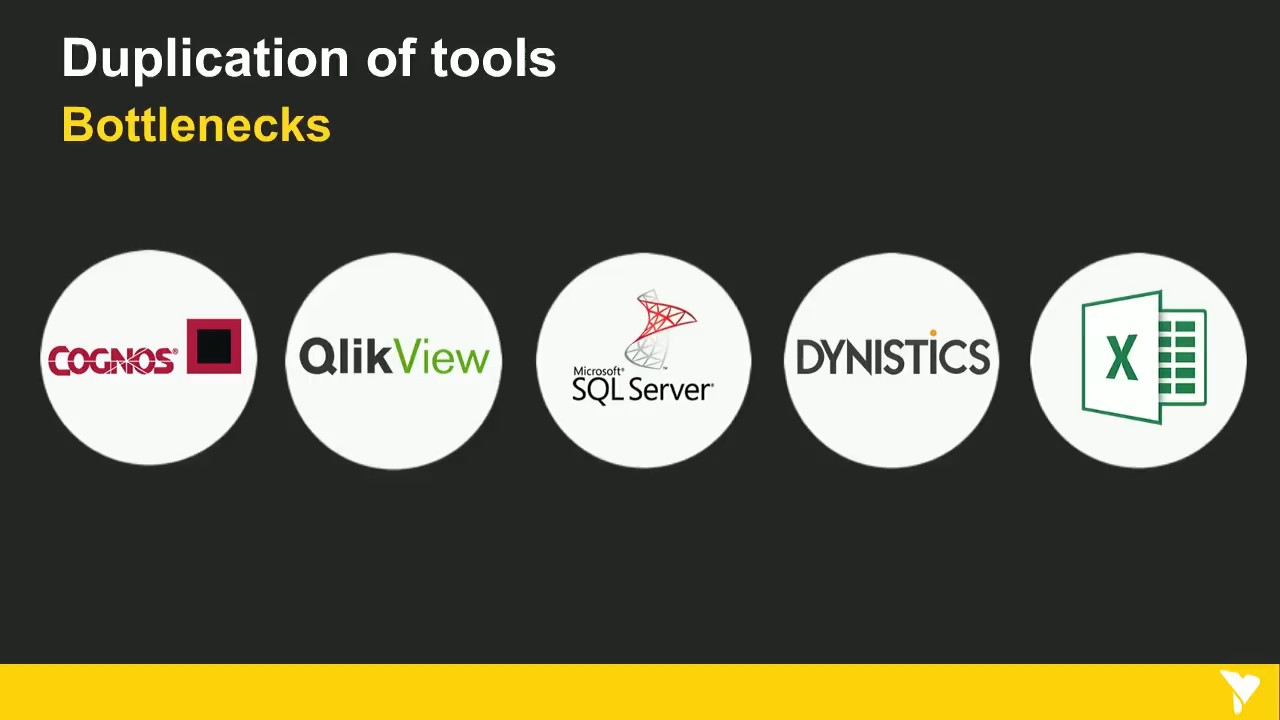 Duplication of tools
Bottlenecks
COGNOS®
QlikView
Microsoft®
SQL Server®
DYNISTICS
X